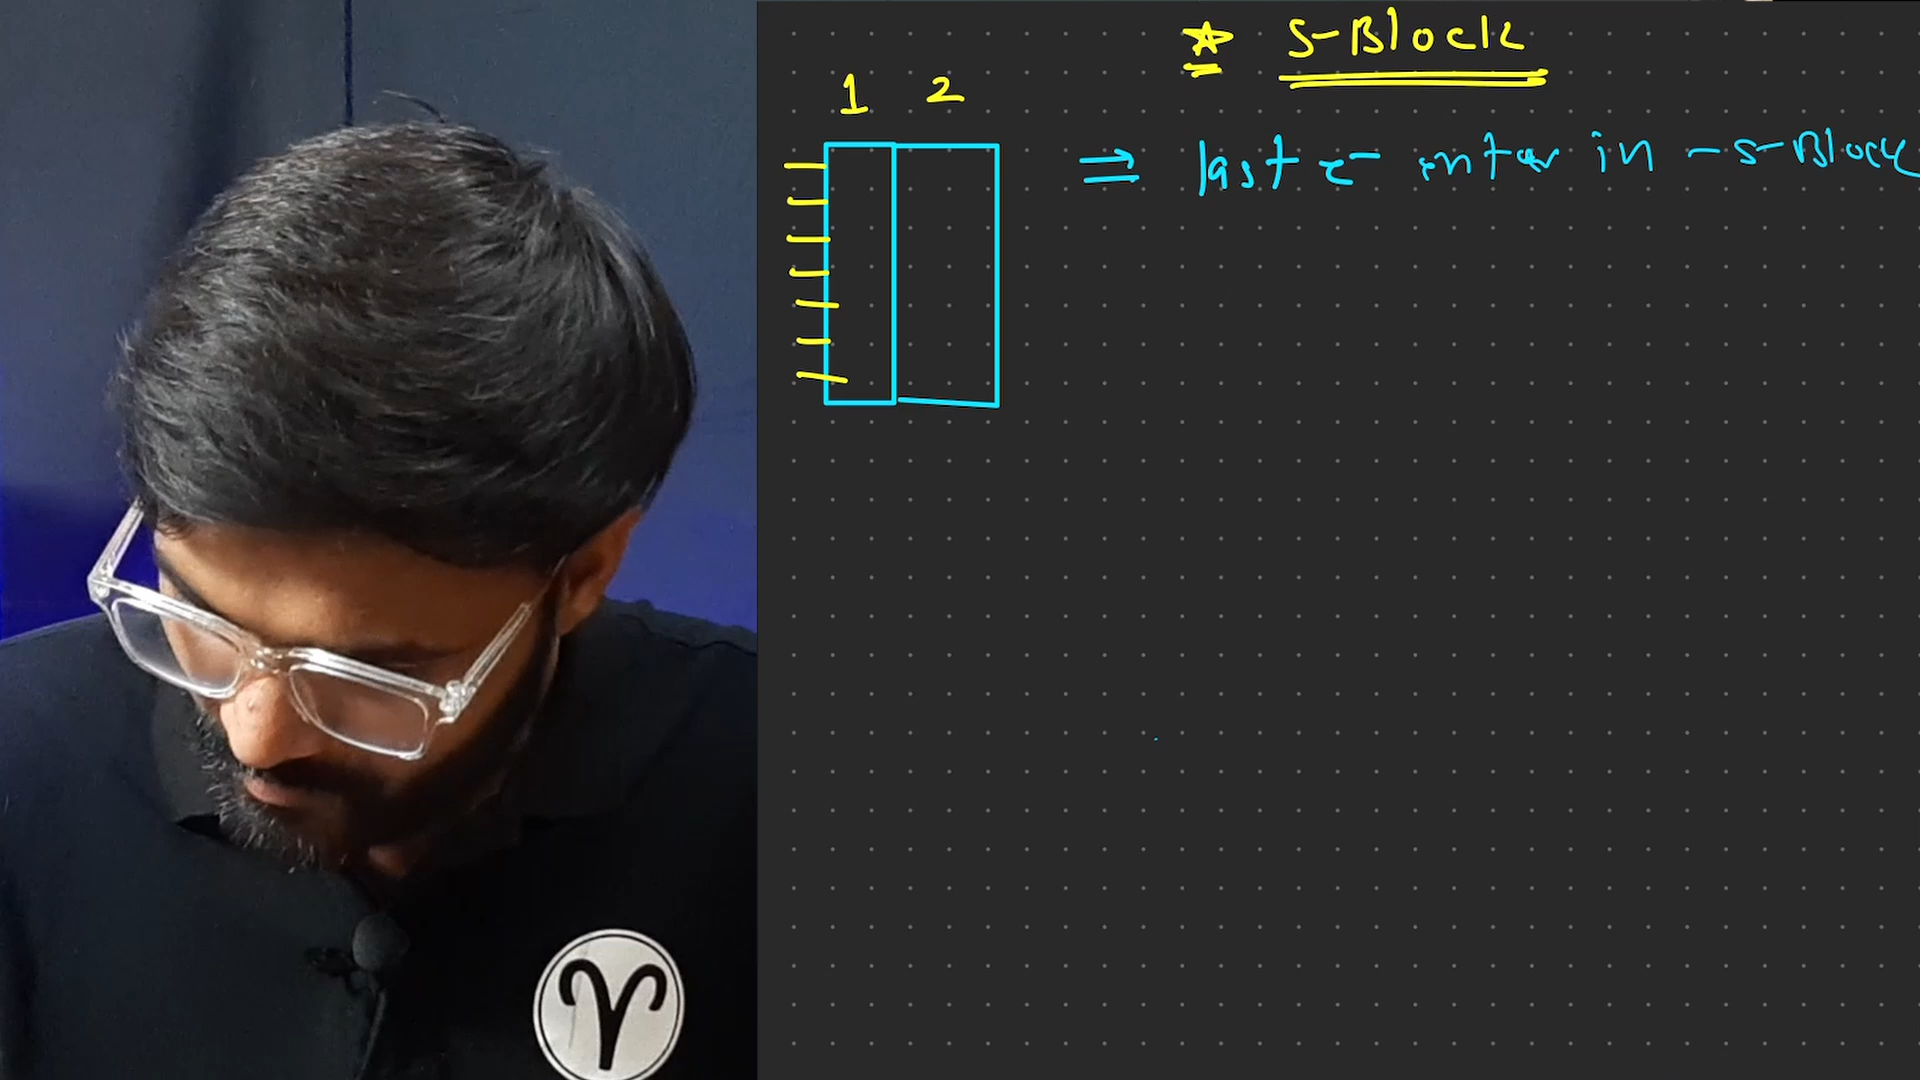 ☆ S-Block
1 2
⇒ last e⁻ enter in - s-Block